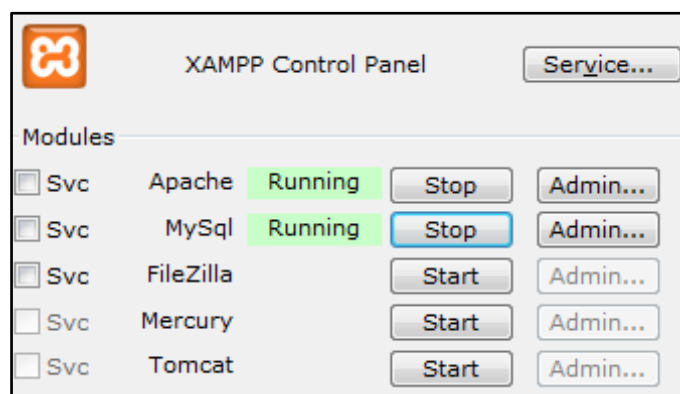 XAMPP Control Panel Service...
Modules
Svc Apache Running Stop Admin...
Svc MySql Running Stop Admin...
Svc FileZilla Start Admin...
Svc Mercury Start Admin...
Svc Tomcat Start Admin...